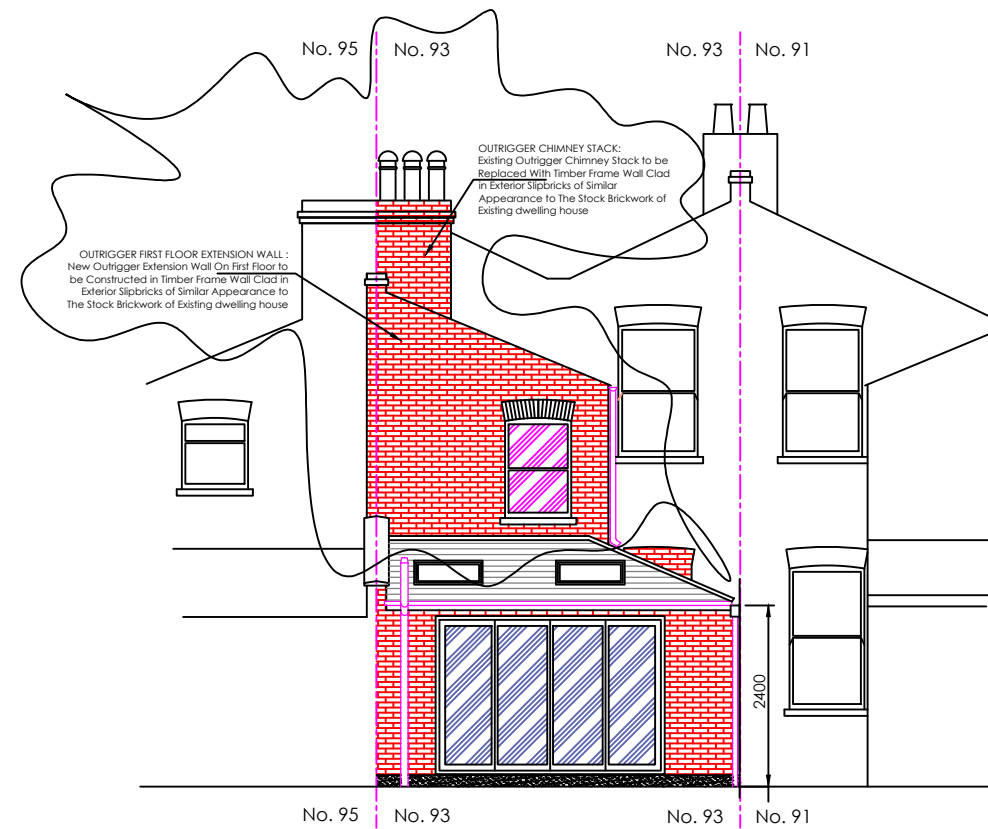 No. 95 No. 93
No. 93 No. 91
OUTRIGGER CHIMNEY STACK:
Existing Outrigger Chimney Stack to be
Replaced With Timber Frame Wall Clad
in Exterior Slipbricks of Similar
Appearance to The Stock Brickwork of
Existing dwelling house
OUTRIGGER FIRST FLOOR EXTENSION WALL :
New Outrigger Extension Wall On First Floor to
be Constructed in Timber Frame Wall Clad in
Exterior Slipbricks of Similar Appearance to
The Stock Brickwork of Existing dwelling house
2400
No. 95 No. 93
No. 93 No. 91